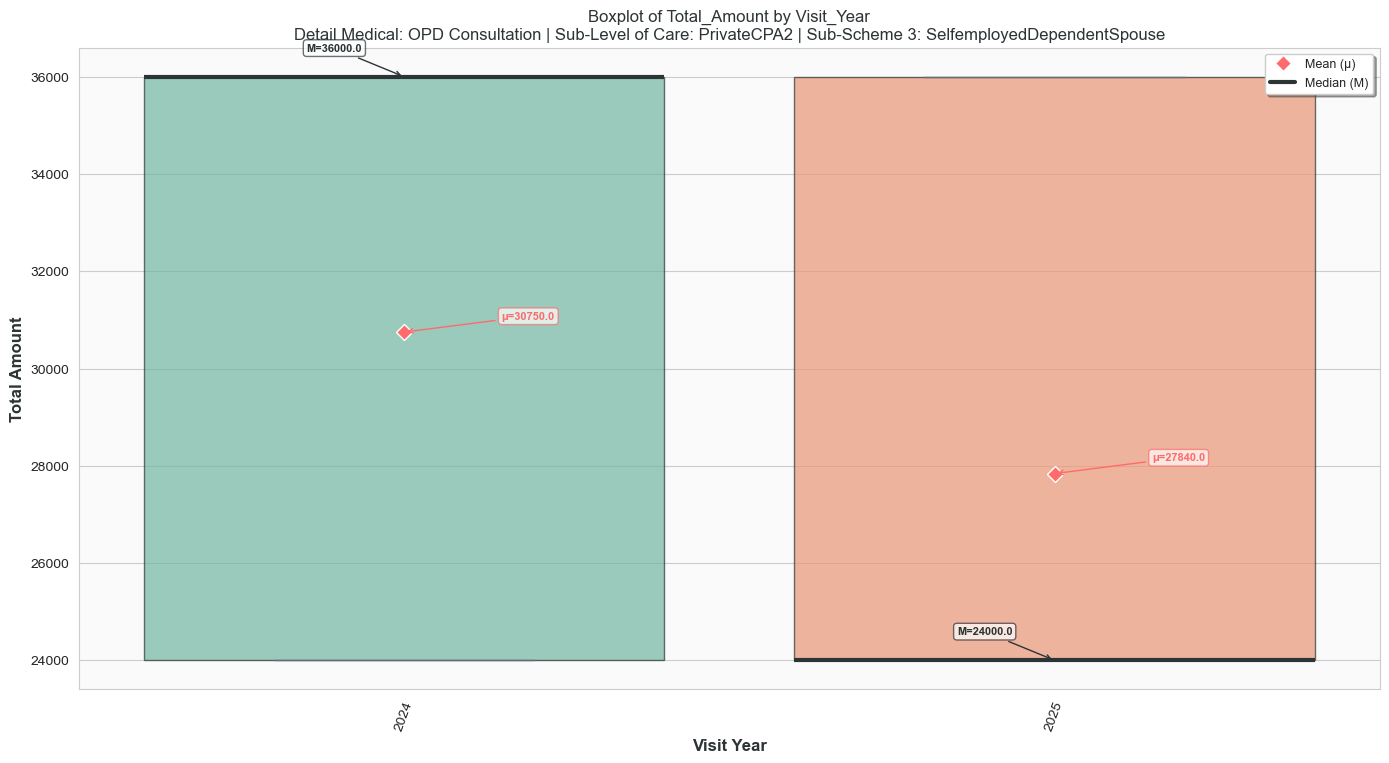 Boxplot of Total_Amount by Visit_Year
Detail Medical: OPD Consultation | Sub-Level of Care: PrivateCPA2 | Sub-Scheme 3: SelfemployedDependentSpouse
M=36000.0
Mean (μ)
Median (M)
36000
34000
32000
30000
28000
26000
24000
Total Amount
μ=30750.0
μ=27840.0
M=24000.0
2024
2025
Visit Year